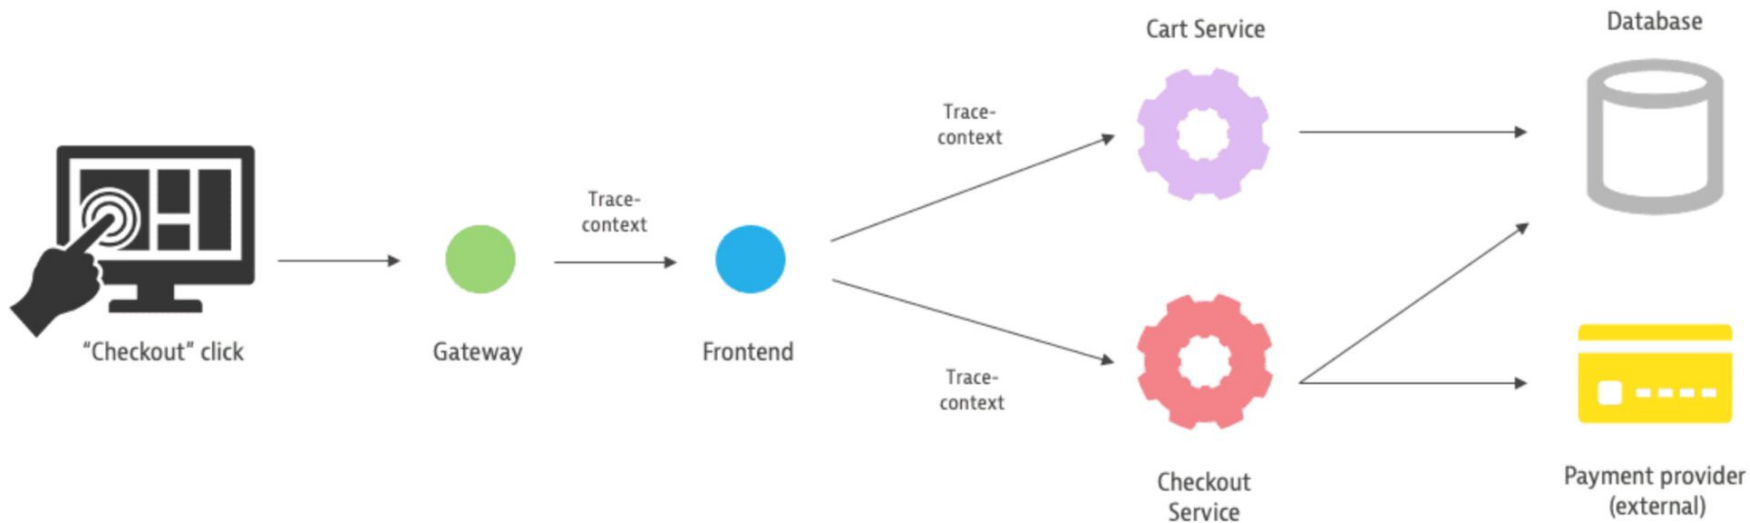 Cart Service
Database
Trace-
context
Trace-
context
"Checkout" click
Gateway
Frontend
Trace-
context
Checkout
Service
Payment provider
(external)